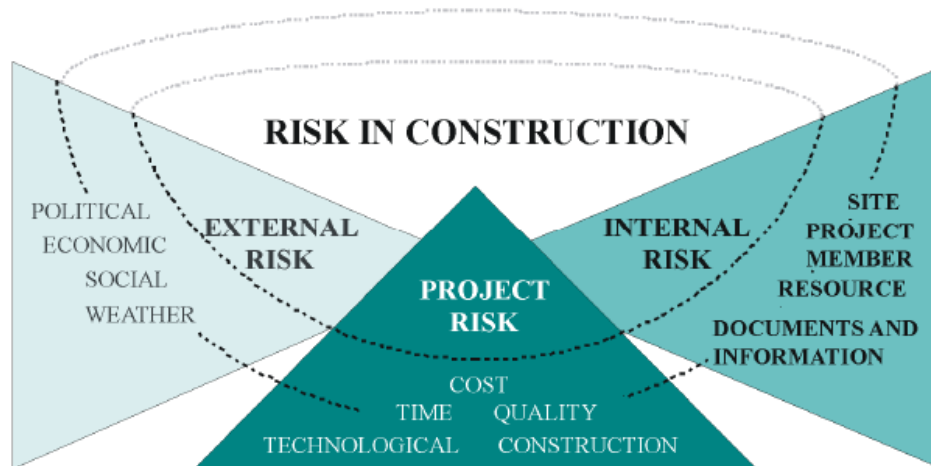 RISK IN CONSTRUCTION
POLITICAL
ECONOMIC
SOCIAL
WEATHER
EXTERNAL
RISK
PROJECT
RISK
COST
TIME QUALITY
TECHNOLOGICAL CONSTRUCTION
INTERNAL
RISK
SITE
PROJECT
MEMBER
RESOURCE
DOCUMENTS AND
INFORMATION